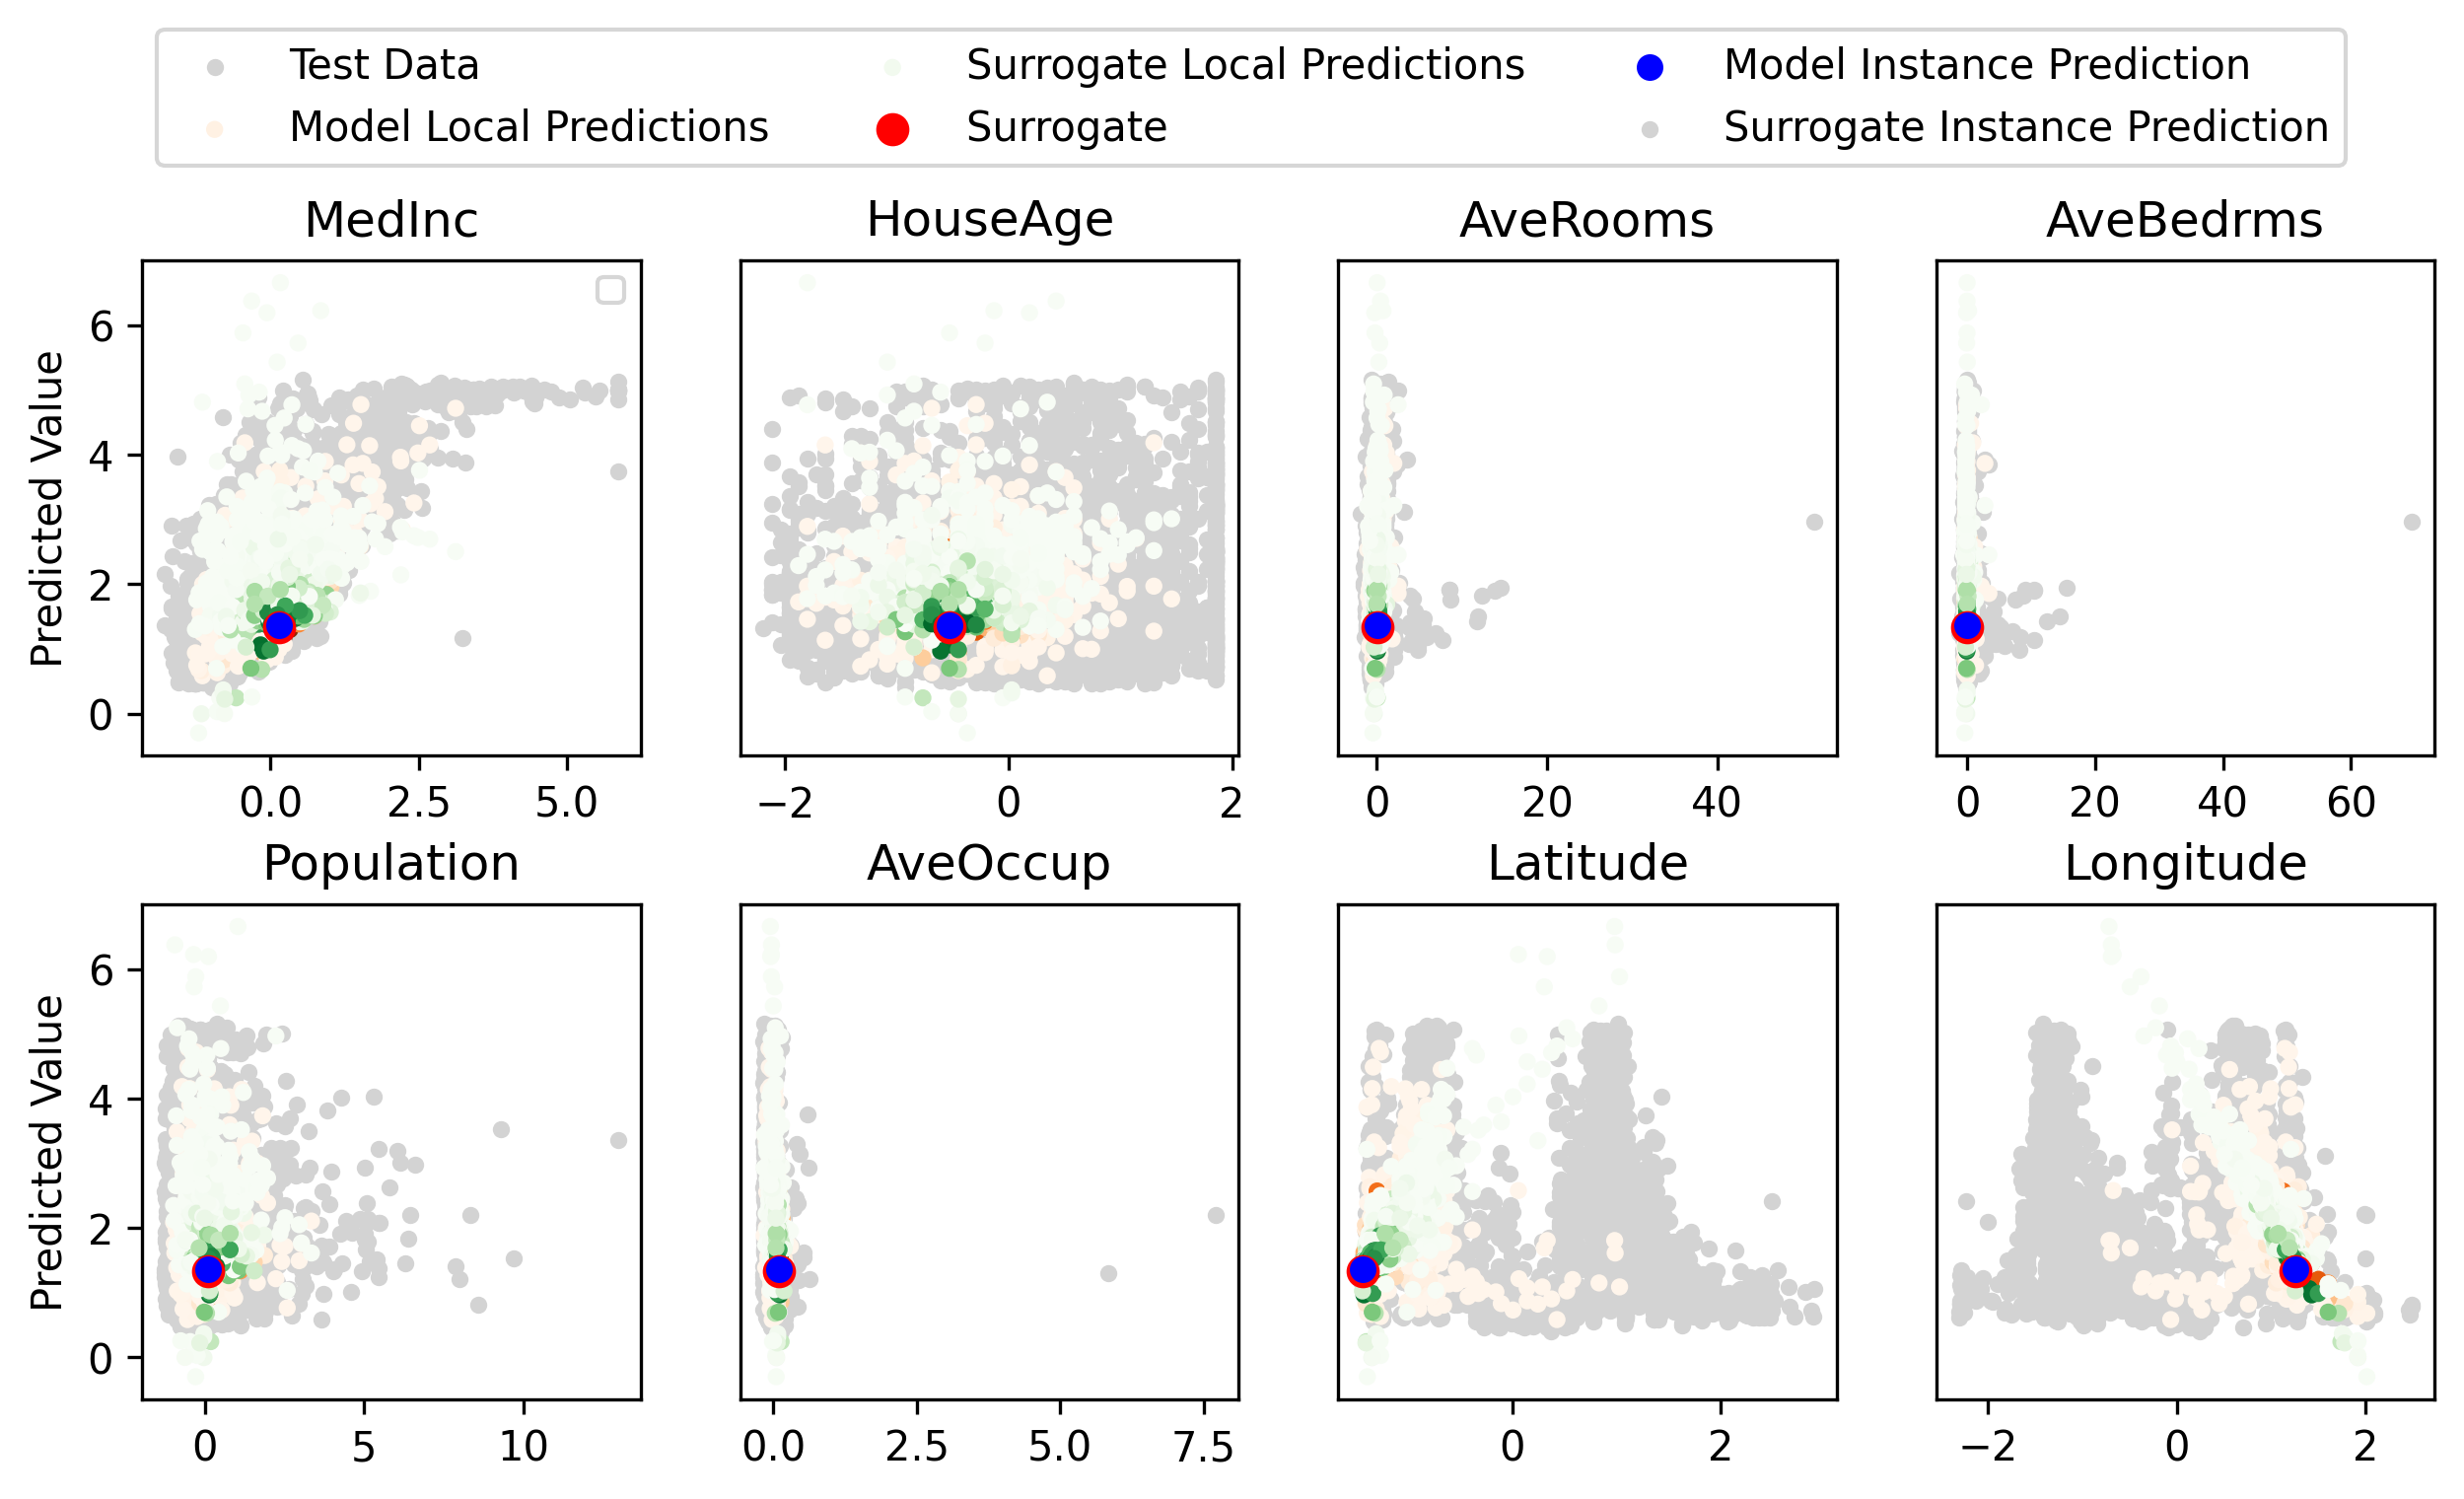 Test Data
Model Local Predictions
Surrogate Local Predictions
Surrogate
Model Instance Prediction
Surrogate Instance Prediction
MedInc
HouseAge
AveRooms
AveBedrms
Predicted Value
6
4
2
0
0.0 2.5 5.0
−2 0 2
0 20 40
0 20 40 60
Population
AveOccup
Latitude
Longitude
Predicted Value
6
4
2
0
0 5 10
0.0 2.5 5.0 7.5
0 2
−2 0 2